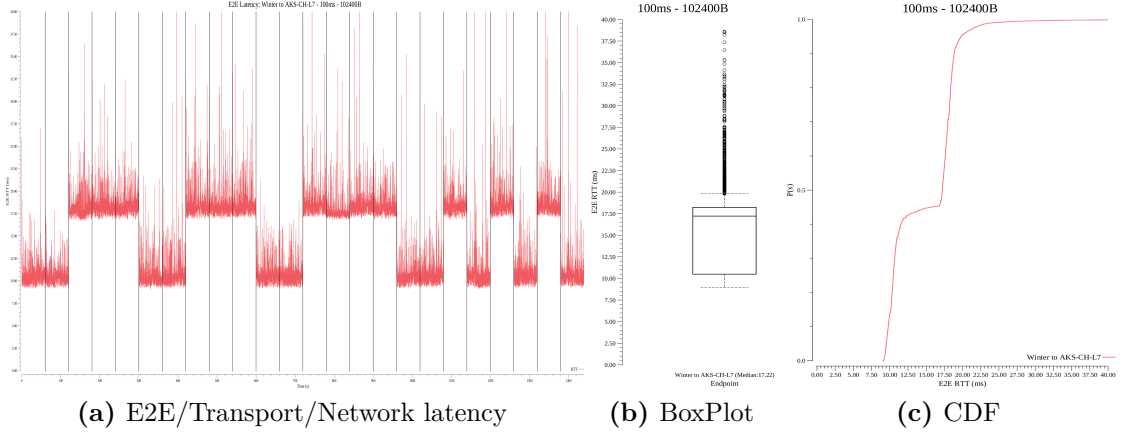 E2E Latency: Winter to AKS-CH-L7 - 100ms - 102400B
E2E RTT (ms)
Time (s)
RTT
100ms - 102400B
40.00
37.50
35.00
32.50
30.00
27.50
25.00
22.50
20.00
17.50
15.00
12.50
10.00
7.50
5.00
2.50
0.00
E2E RTT (ms)
Winter to AKS-CH-L7 (Median:17.22)
Endpoint
100ms - 102400B
1.0
0.5
0.0
P(x)
Winter to AKS-CH-L7
0.00 2.50 5.00 7.50 10.00 12.50 15.00 17.50 20.00 22.50 25.00 27.50 30.00 32.50 35.00 37.50 40.00
E2E RTT (ms)
(a) E2E/Transport/Network latency
(b) BoxPlot
(c) CDF